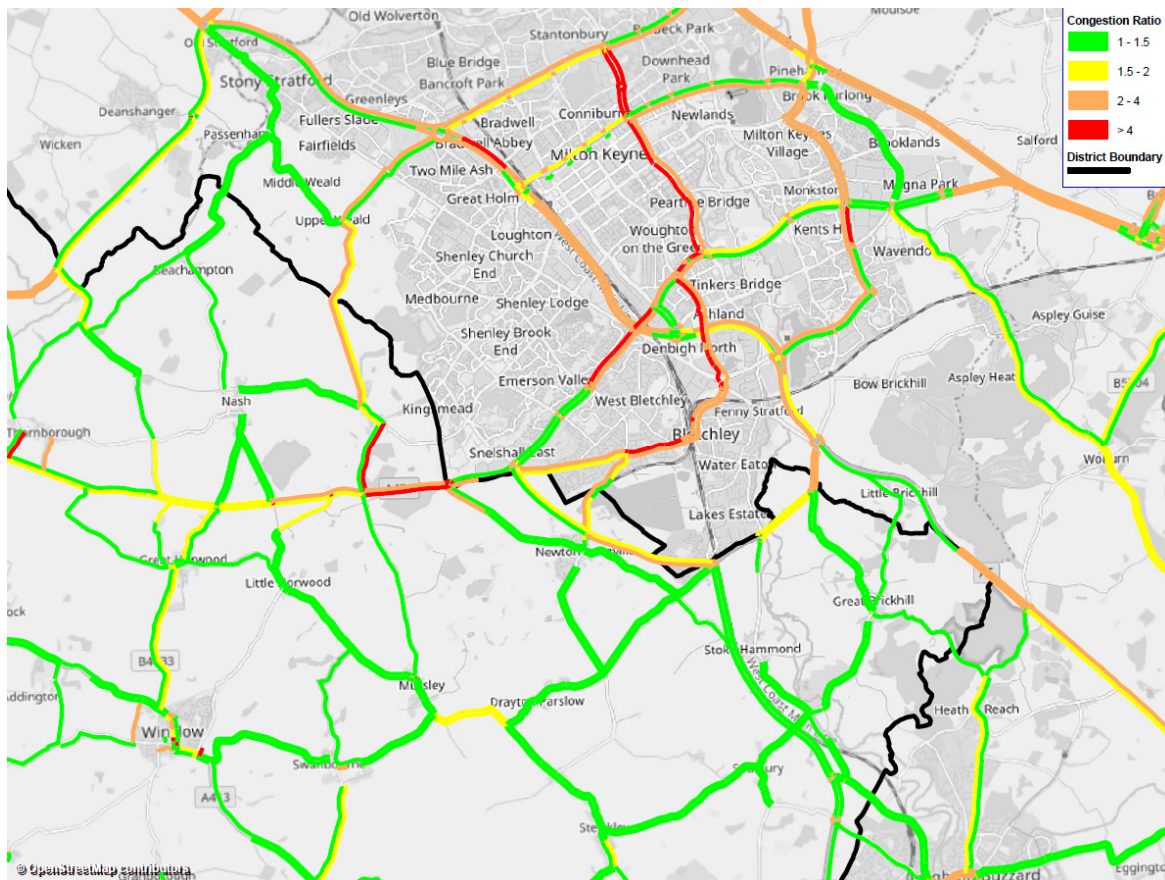 Congestion Ratio
1 - 1.5
1.5 - 2
2 - 4
> 4
District Boundary
Old Wolverton
Stantonbury
Moulsoe
Old Stratford
Blue Bridge
Downhead
Park
Stony Stratford
Bancroft Park
Deanshanger
Greenleys
Conniburrow
Newlands
Fullers Slade
Bradwell
Brooklands
Salford
Passenham
Fairfields
Bradwell Abbey
Milton Keynes
Milton Keynes
Village
Wicken
Two Mile Ash
Middle Weald
Great Holm
Monkston
Magna Park
Upper Weald
Peartree Bridge
Loughton
Woughton
on the Green
Kents Hill
Wavendon
Shenley Church
End
Beachampton
Tinkers Bridge
Medbourne
Shenley Lodge
Ashland
Aspley Guise
Shenley Brook
End
Denbigh North
Emerson Valley
Bow Brickhill
Aspley Heath
Nash
West Bletchley
Kingsmead
Fenny Stratford
Thornborough
Bletchley
Snelshall East
Water Eaton
Woburn
Little Brickhill
Lakes Estate
Great Horwood
Little Horwood
Great Brickhill
Stoke Hammond
West Coast
Addington
Mursley
Drayton Parslow
Heath
Reach
Winslow
Swanbourne
Soulbury
A413
Stewkley
Eggington
© OpenStreetMap contributors